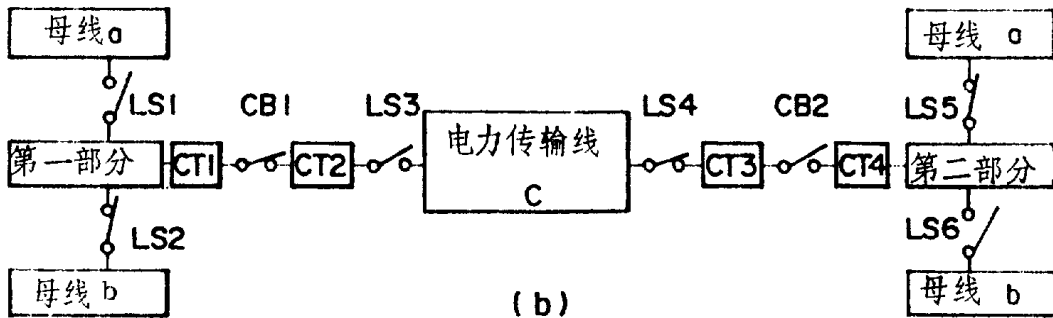 母线a
母线 a
LS1
CB1
LS3
LS4
CB2
LS5
第一部分
CT1
CT2
电力传输线
C
CT3
CT4
第二部分
LS2
LS6
母线b
(b)
母线 b